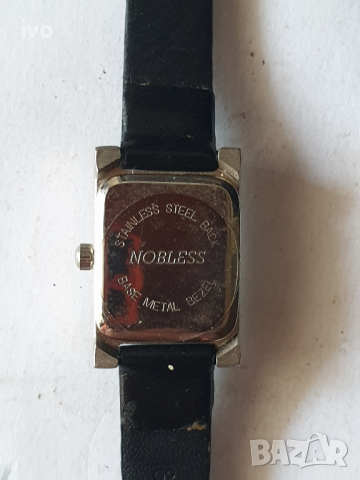 ivo
STAINLESS STEEL BACK
NOBLESS
BASE METAL BEZEL
BAZAR